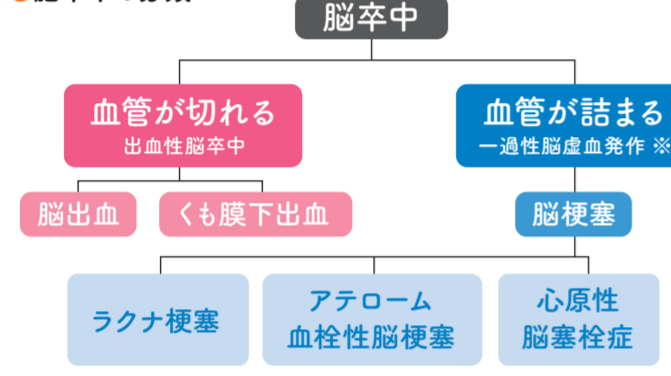 脳卒中
血管が切れる
出血性脳卒中
血管が詰まる
一過性脳虚血発作 ※
脳出血
くも膜下出血
脳梗塞
ラクナ梗塞
アテローム
血栓性脳梗塞
心原性
脳塞栓症